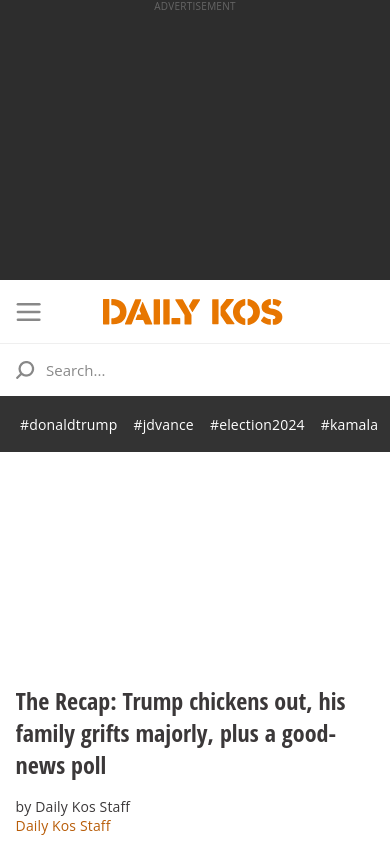 ADVERTISEMENT
DAILY KOS
Search...
#donaldtrump #jdvance #election2024 #kamala
The Recap: Trump chickens out, his
family grifts majorly, plus a good-
news poll
by Daily Kos Staff
Daily Kos Staff